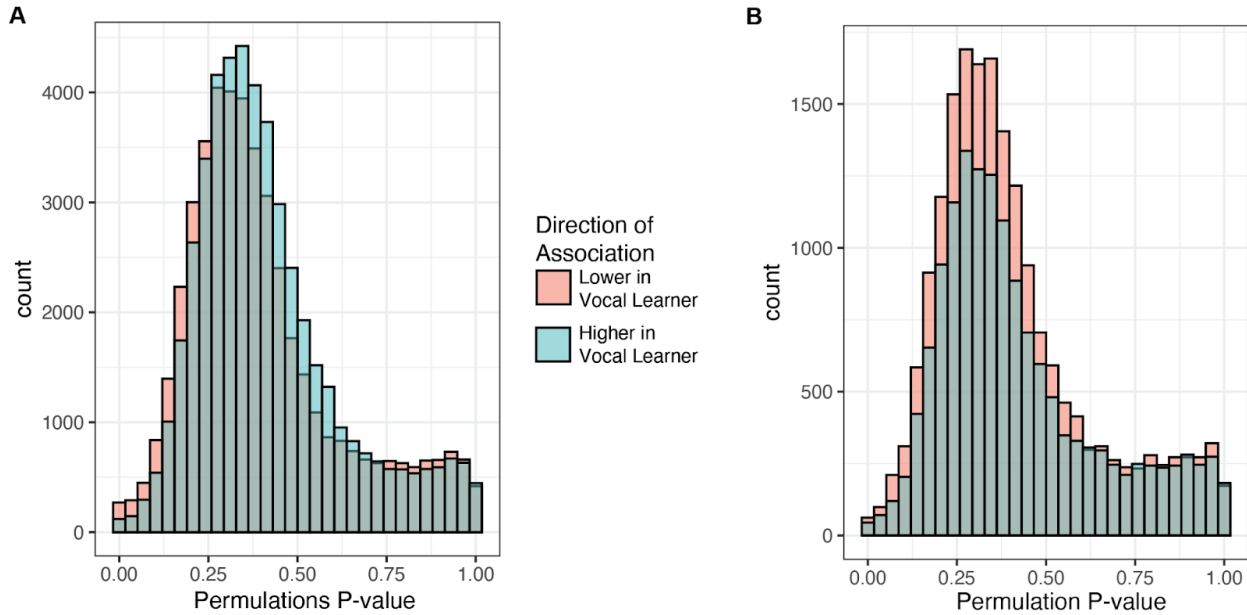 A
4000
3000
2000
1000
0
count
0.00 0.25 0.50 0.75 1.00
Permulations P-value
Direction of
Association
Lower in
Vocal Learner
Higher in
Vocal Learner
B
1500
1000
500
0
count
0.00 0.25 0.50 0.75 1.00
Permulation P-value